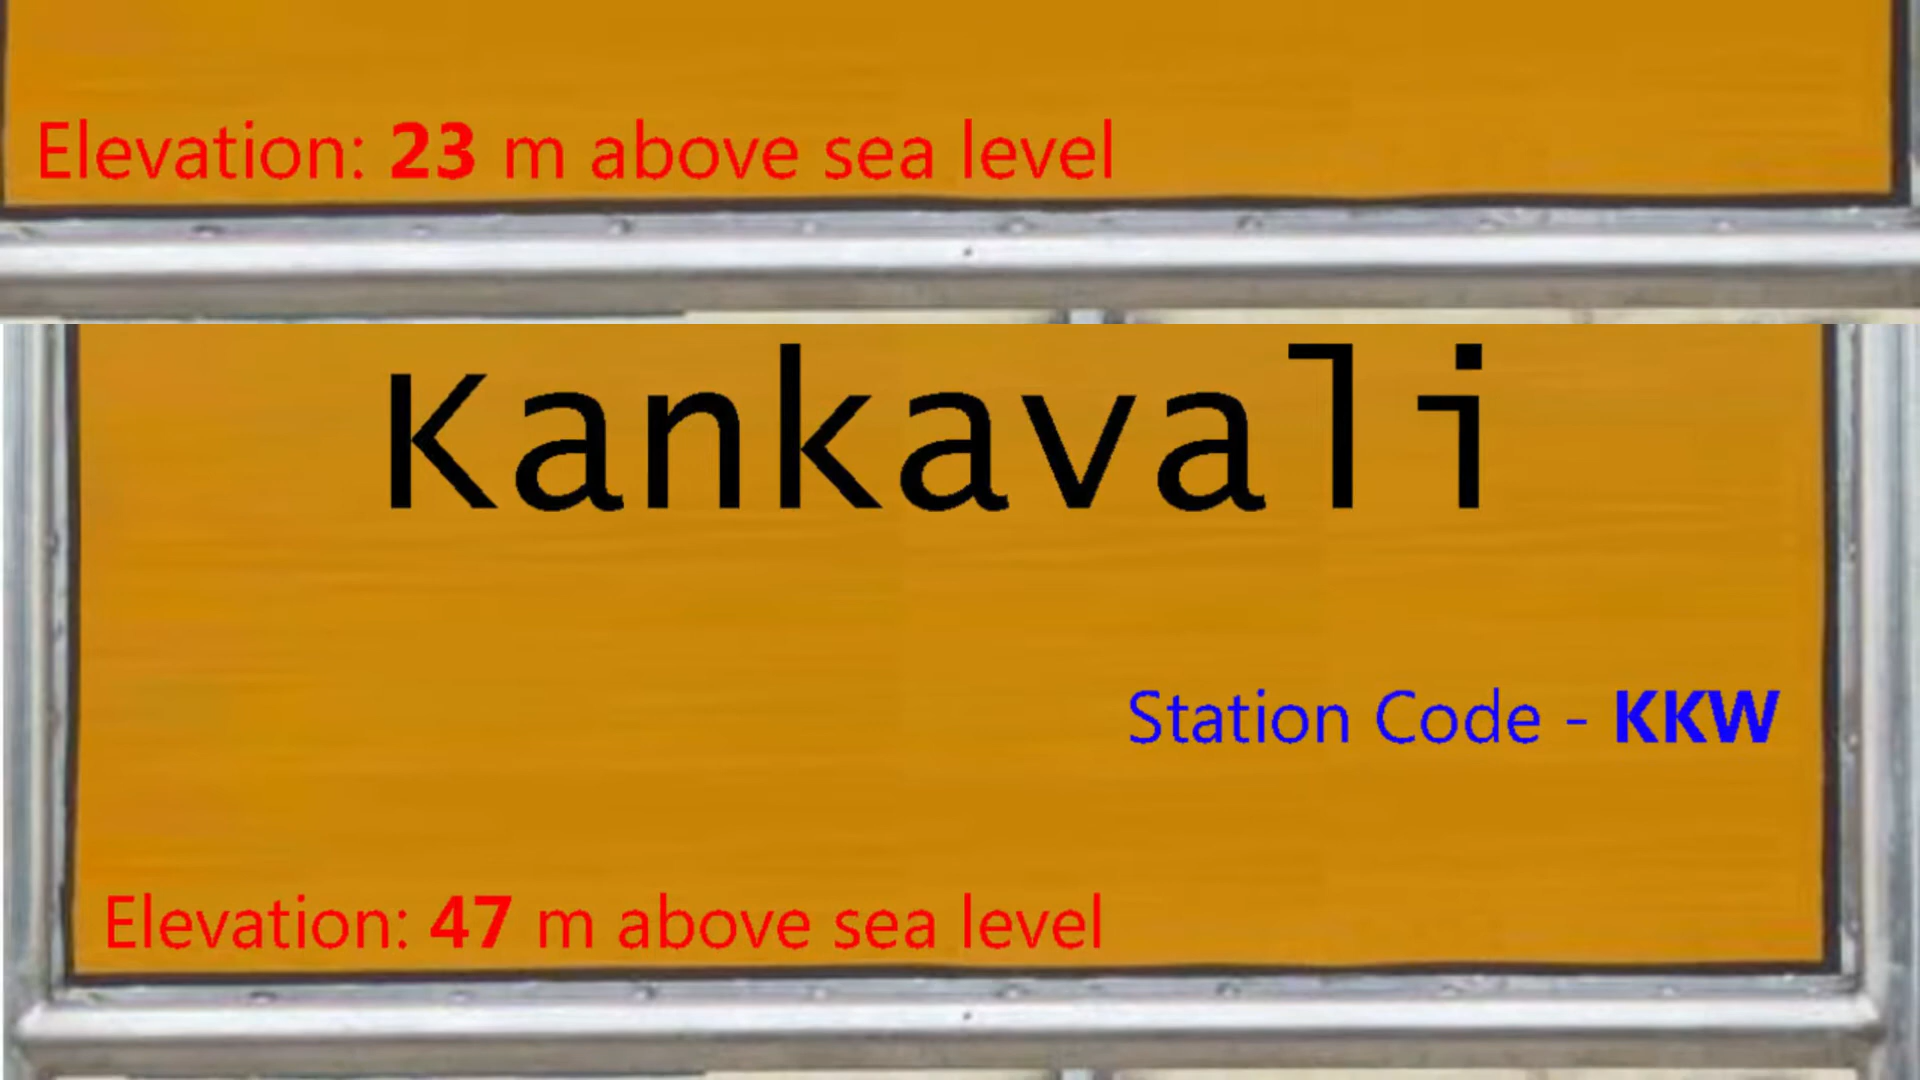 Elevation: 23 m above sea level
Kankavali
Station Code - KKW
Elevation: 47 m above sea level